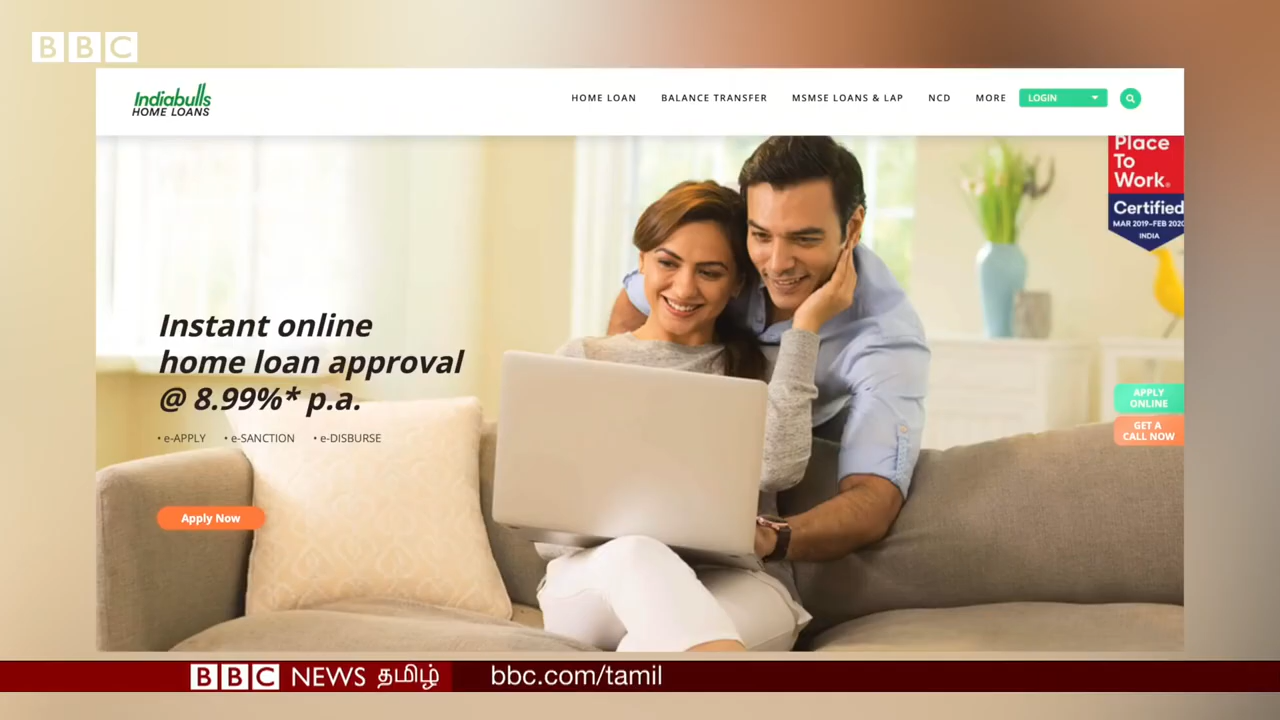 BBC
Indiabulls
HOME LOANS
HOME LOAN BALANCE TRANSFER MSMSE LOANS & LAP NCD MORE LOGIN
Place
To
Work.
Certified
MAR 2019–FEB 2020
INDIA
Instant online
home loan approval
@ 8.99%* p.a.
• e-APPLY • e-SANCTION • e-DISBURSE
APPLY
ONLINE
GET A
CALL NOW
Apply Now
BBC NEWS தமிழ் bbc.com/tamil